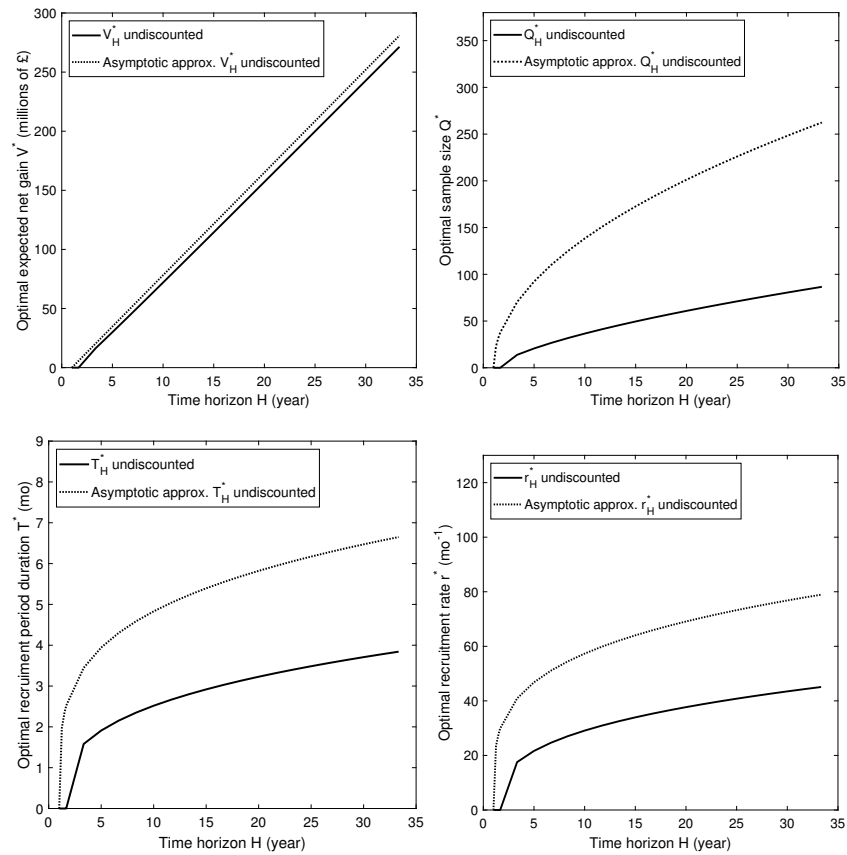 V*H undiscounted
Asymptotic approx. V*H undiscounted
Optimal expected net gain V* (millions of £)
300
250
200
150
100
50
0
0 5 10 15 20 25 30 35
Time horizon H (year)
Q*H undiscounted
Asymptotic approx. Q*H undiscounted
Optimal sample size Q*
350
300
250
200
150
100
50
0
0 5 10 15 20 25 30 35
Time horizon H (year)
T*H undiscounted
Asymptotic approx. T*H undiscounted
Optimal recruiment period duration T* (mo)
9
8
7
6
5
4
3
2
1
0
0 5 10 15 20 25 30 35
Time horizon H (year)
r*H undiscounted
Asymptotic approx. r*H undiscounted
Optimal recruitment rate r* (mo-1)
120
100
80
60
40
20
0
0 5 10 15 20 25 30 35
Time horizon H (year)